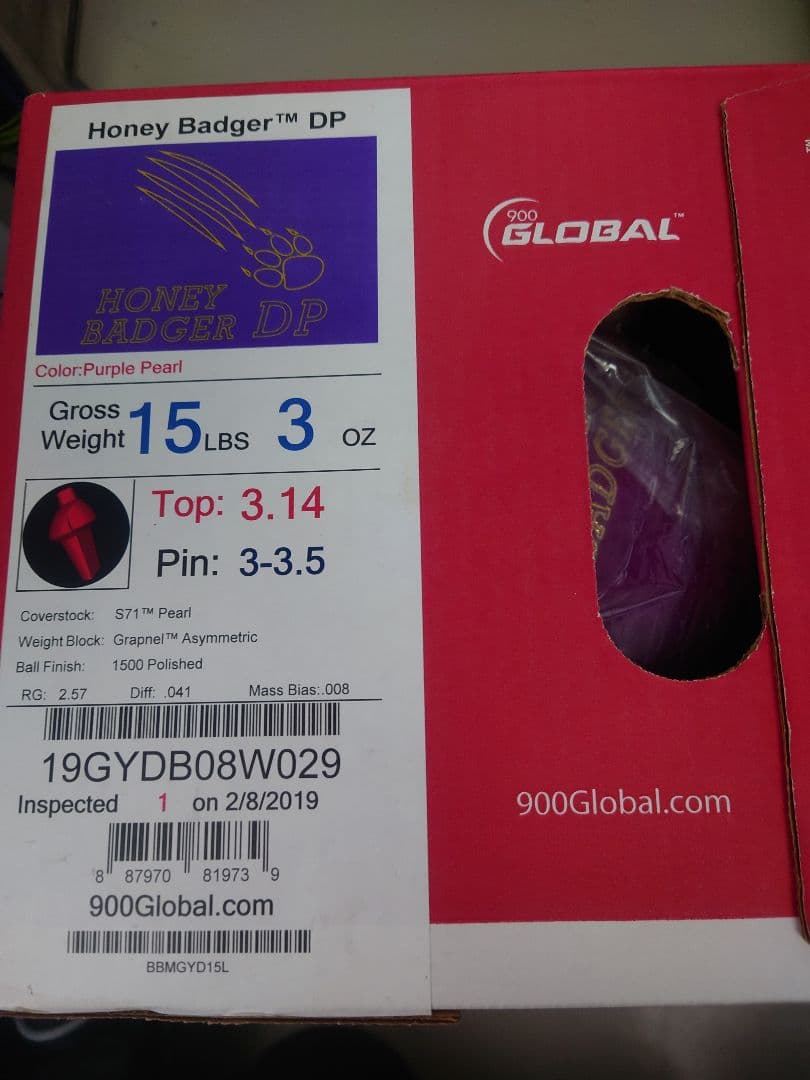 Honey Badger™ DP
HONEY
BADGER DP
Color:Purple Pearl
Gross
Weight 15 LBS 3 OZ
Top: 3.14
Pin: 3-3.5
Coverstock: S71™ Pearl
Weight Block: Grapnel™ Asymmetric
Ball Finish: 1500 Polished
RG: 2.57 Diff: .041 Mass Bias:.008
19GYDB08W029
Inspected 1 on 2/8/2019
8 87970 81973 9
900Global.com
BBMGYD15L
900
GLOBAL™
ADGE
900Global.com